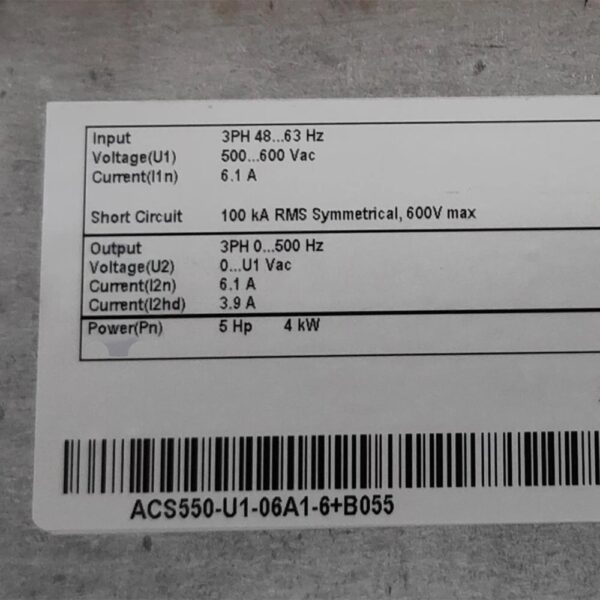 Input 3PH 48...63 Hz
Voltage(U1) 500...600 Vac
Current(I1n) 6.1 A
Short Circuit 100 kA RMS Symmetrical, 600V max
Output 3PH 0...500 Hz
Voltage(U2) 0...U1 Vac
Current(I2n) 6.1 A
Current(I2hd) 3.9 A
Power(Pn) 5 Hp 4 kW
ACS550-U1-06A1-6+B055